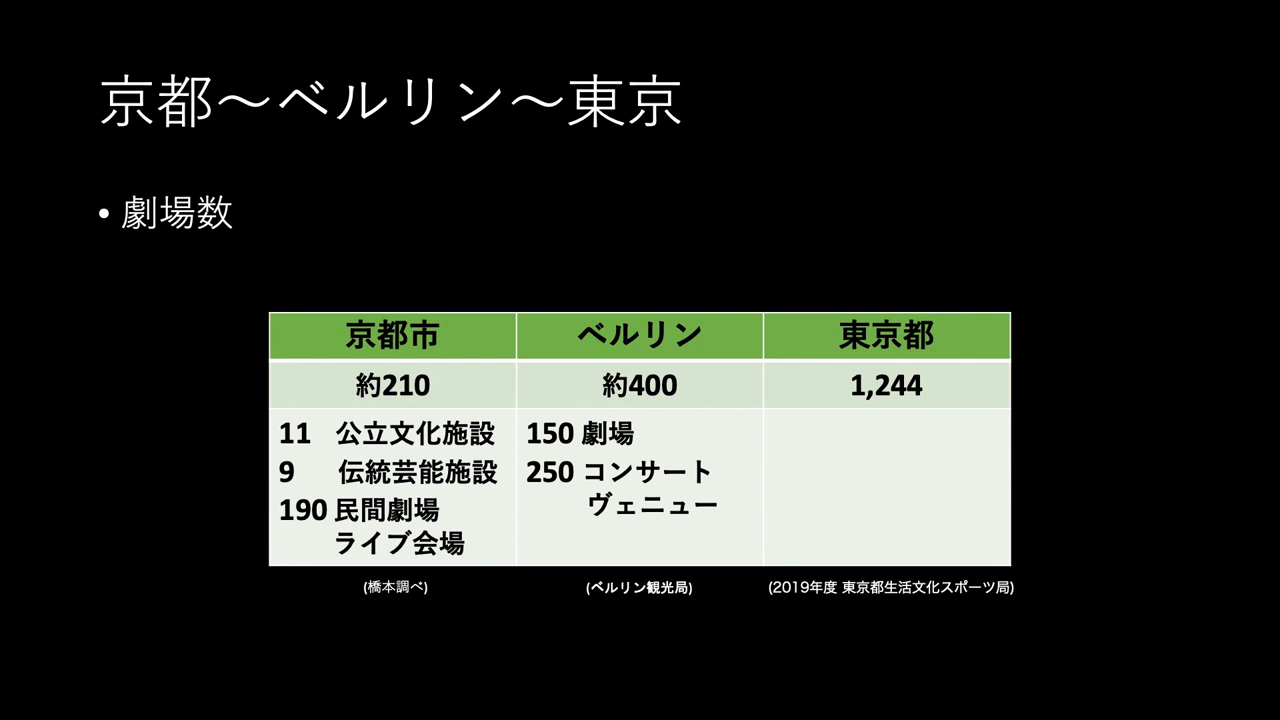 京都〜ベルリン〜東京
• 劇場数
京都市 ベルリン 東京都
約210 約400 1,244
11 公立文化施設
9 伝統芸能施設
190 民間劇場
ライブ会場
150 劇場
250 コンサート
ヴェニュー
(橋本調べ) (ベルリン観光局) (2019年度 東京都生活文化スポーツ局)